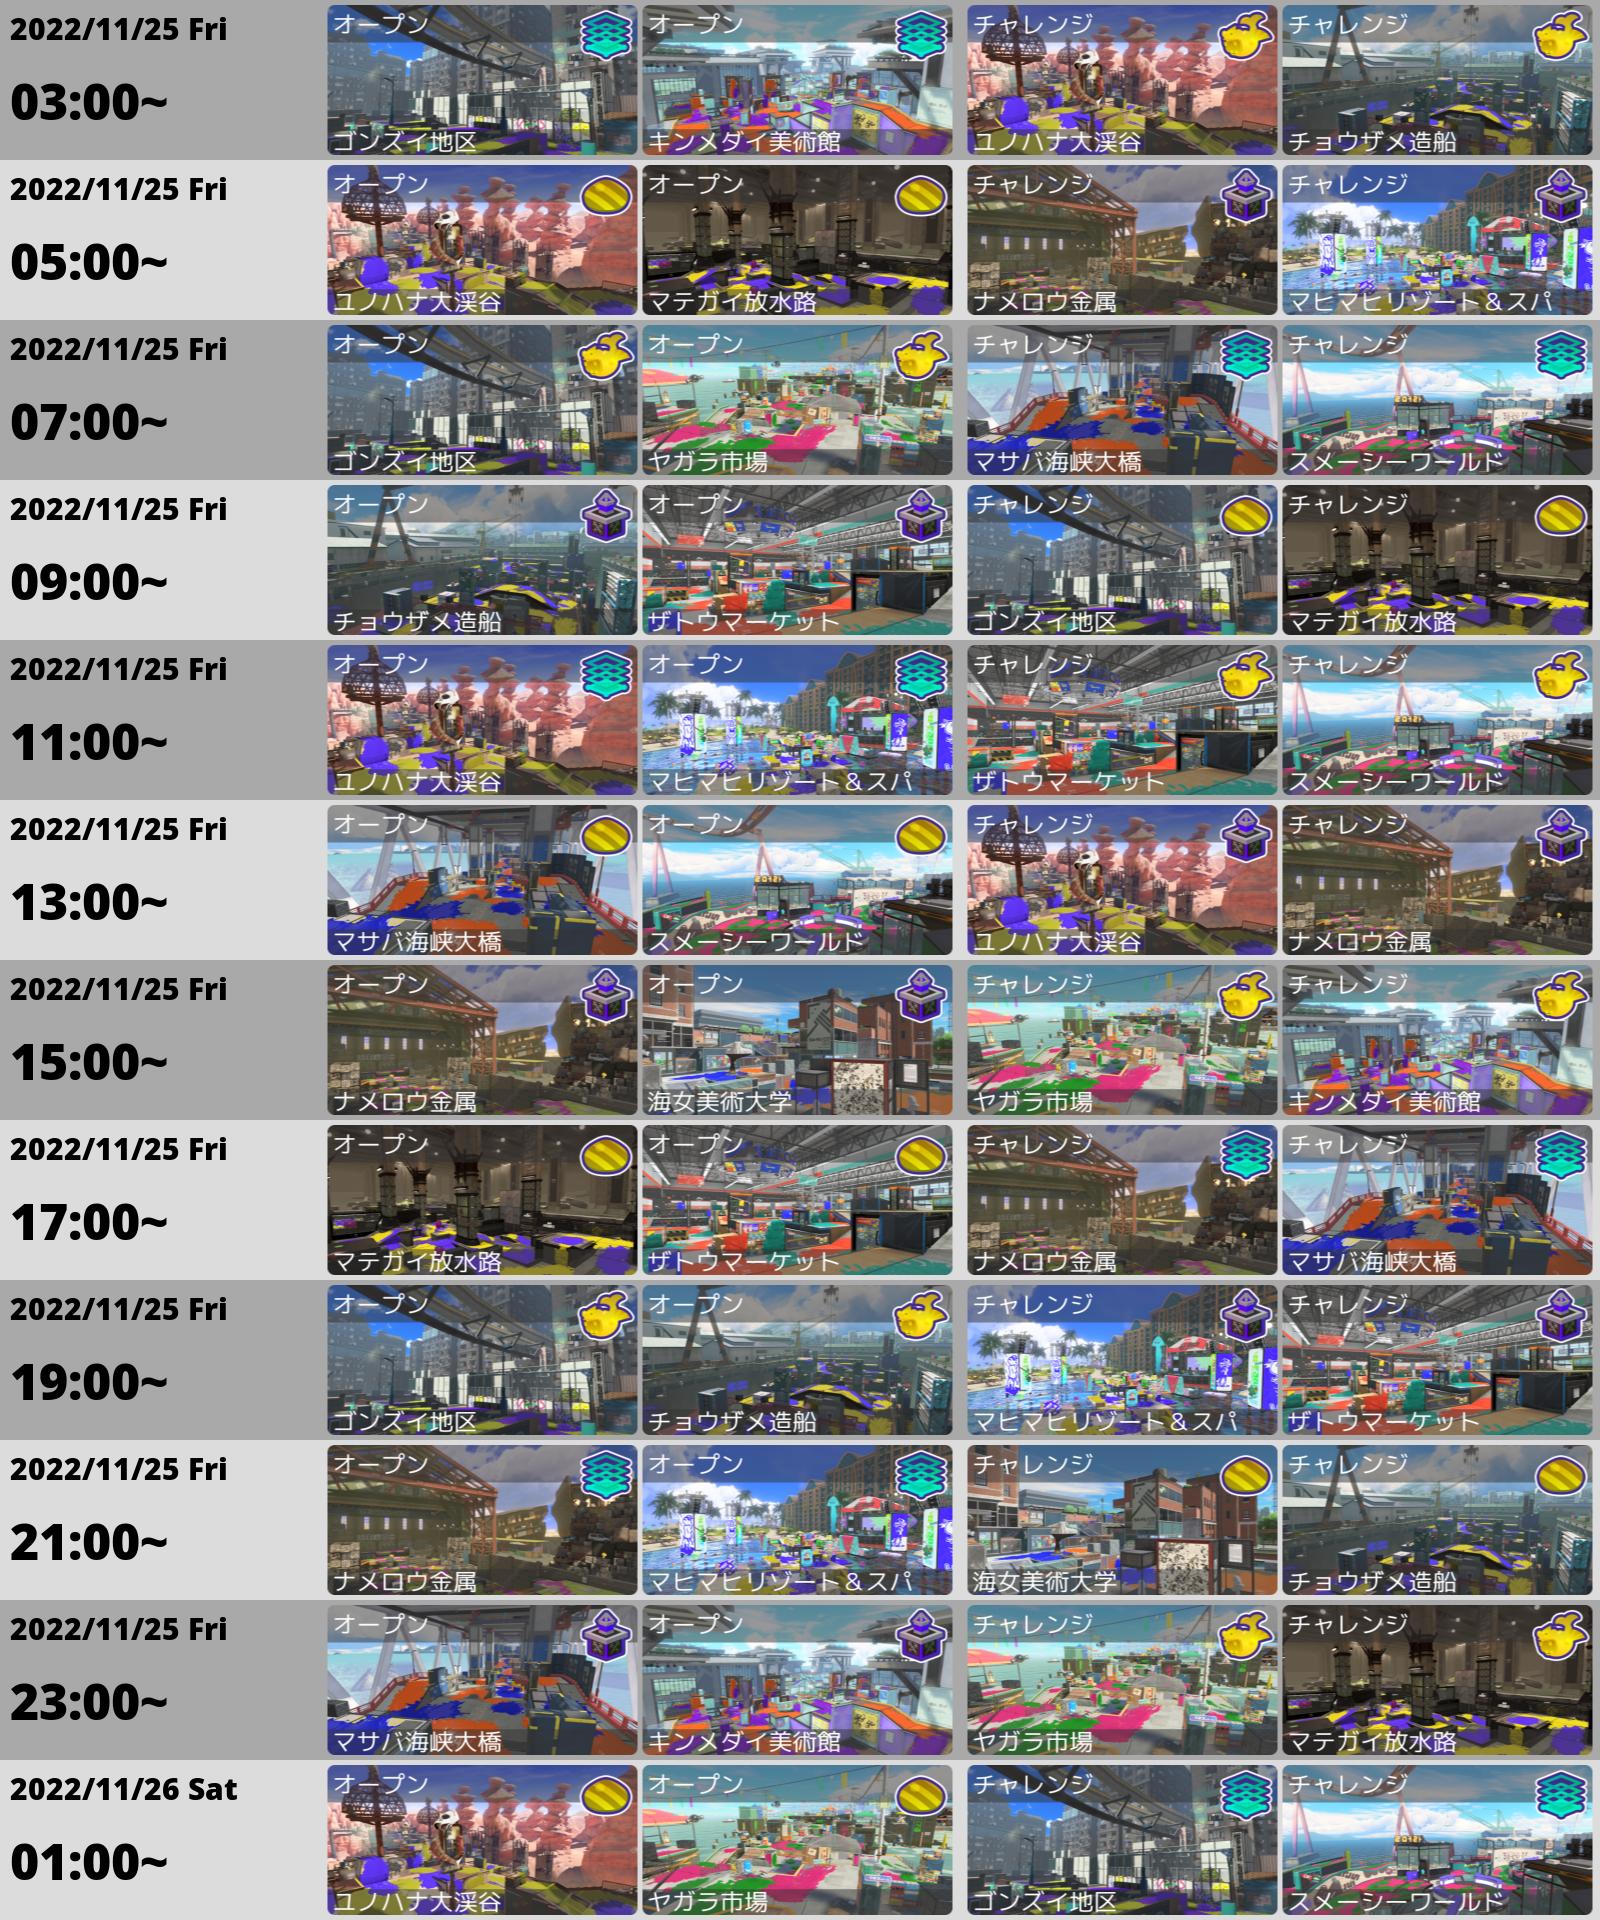 2022/11/25 Fri
03:00~
オープン
ゴンズイ地区
オープン
キンメダイ美術館
チャレンジ
ユノハナ大渓谷
チャレンジ
チョウザメ造船
2022/11/25 Fri
05:00~
オープン
ユノハナ大渓谷
オープン
マテガイ放水路
チャレンジ
ナメロウ金属
チャレンジ
マヒマヒリゾート＆スパ
2022/11/25 Fri
07:00~
オープン
ゴンズイ地区
オープン
ヤガラ市場
チャレンジ
マサバ海峡大橋
チャレンジ
スメーシーワールド
2022/11/25 Fri
09:00~
オープン
チョウザメ造船
オープン
ザトウマーケット
チャレンジ
ゴンズイ地区
チャレンジ
マテガイ放水路
2022/11/25 Fri
11:00~
オープン
ユノハナ大渓谷
オープン
マヒマヒリゾート＆スパ
チャレンジ
ザトウマーケット
チャレンジ
スメーシーワールド
2022/11/25 Fri
13:00~
オープン
マサバ海峡大橋
オープン
スメーシーワールド
チャレンジ
ユノハナ大渓谷
チャレンジ
ナメロウ金属
2022/11/25 Fri
15:00~
オープン
ナメロウ金属
オープン
海女美術大学
チャレンジ
ヤガラ市場
チャレンジ
キンメダイ美術館
2022/11/25 Fri
17:00~
オープン
マテガイ放水路
オープン
ザトウマーケット
チャレンジ
ナメロウ金属
チャレンジ
マサバ海峡大橋
2022/11/25 Fri
19:00~
オープン
ゴンズイ地区
オープン
チョウザメ造船
チャレンジ
マヒマヒリゾート＆スパ
チャレンジ
ザトウマーケット
2022/11/25 Fri
21:00~
オープン
ナメロウ金属
オープン
マヒマヒリゾート＆スパ
チャレンジ
海女美術大学
チャレンジ
チョウザメ造船
2022/11/25 Fri
23:00~
オープン
マサバ海峡大橋
オープン
キンメダイ美術館
チャレンジ
ヤガラ市場
チャレンジ
マテガイ放水路
2022/11/26 Sat
01:00~
オープン
ユノハナ大渓谷
オープン
ヤガラ市場
チャレンジ
ゴンズイ地区
チャレンジ
スメーシーワールド